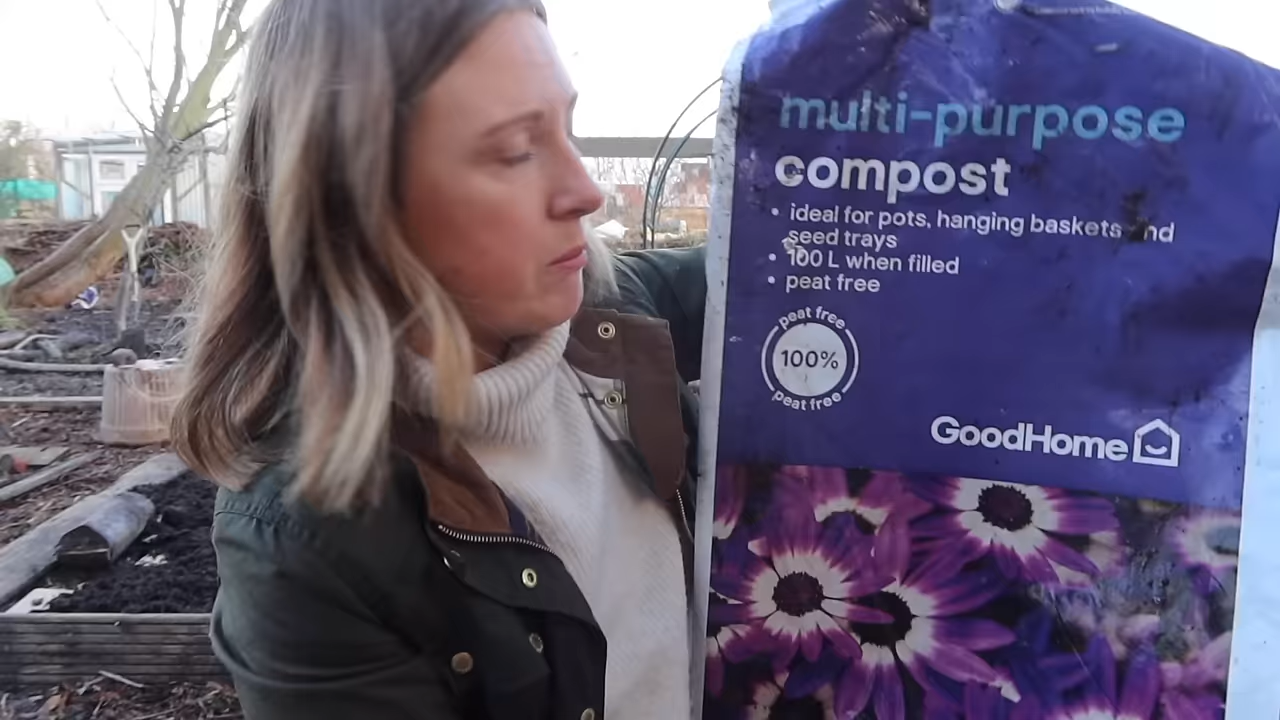 multi-purpose
compost
• ideal for pots, hanging baskets and
seed trays
• 100 L when filled
• peat free
peat free
100%
peat free
GoodHome